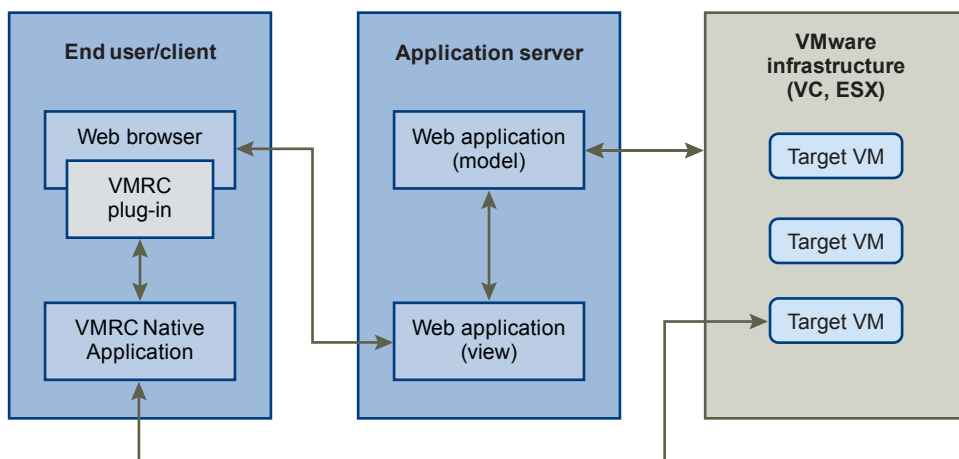 End user/client
Web browser
VMRC
plug-in
VMRC Native
Application
Application server
Web application
(model)
Web application
(view)
VMware
infrastructure
(VC, ESX)
Target VM
Target VM
Target VM